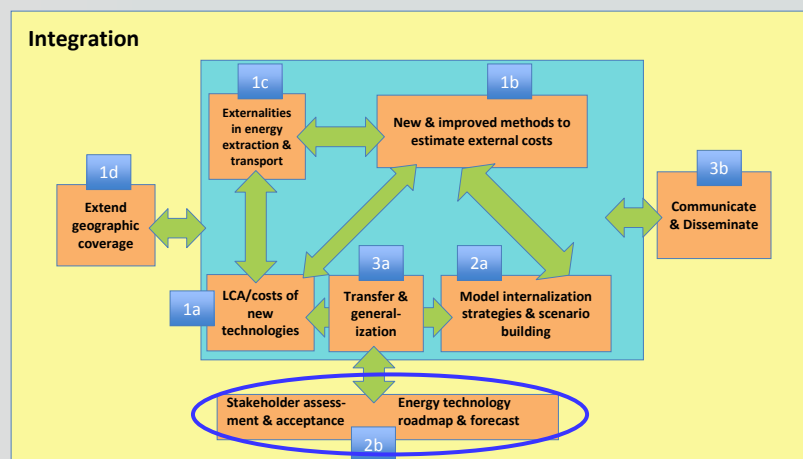 Integration
1c
Externalities
in energy
extraction &
transport
1b
New & improved methods to
estimate external costs
1d
Extend
geographic
coverage
3b
Communicate
& Disseminate
1a
LCA/costs of
new
technologies
3a
Transfer &
general-
ization
2a
Model internalization
strategies & scenario
building
Stakeholder assess-
ment & acceptance
Energy technology
roadmap & forecast
2b